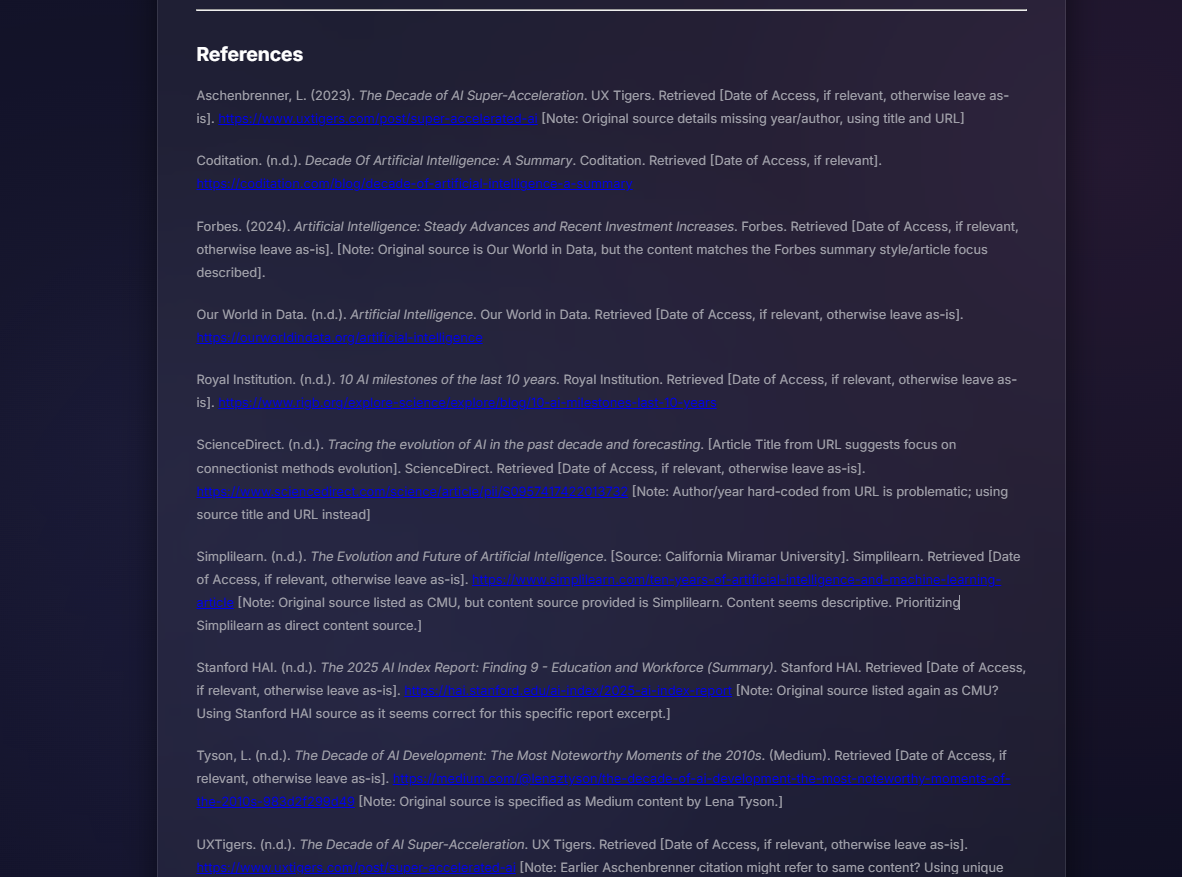 References
Aschenbrenner, L. (2023). The Decade of AI Super-Acceleration. UX Tigers. Retrieved [Date of Access, if relevant, otherwise leave as-
is]. https://www.uxtigers.com/post/super-accelerated-ai [Note: Original source details missing year/author, using title and URL]
Coditation. (n.d.). Decade Of Artificial Intelligence: A Summary. Coditation. Retrieved [Date of Access, if relevant].
https://coditation.com/blog/decade-of-artificial-intelligence-a-summary
Forbes. (2024). Artificial Intelligence: Steady Advances and Recent Investment Increases. Forbes. Retrieved [Date of Access, if relevant,
otherwise leave as-is]. [Note: Original source is Our World in Data, but the content matches the Forbes summary style/article focus
described].
Our World in Data. (n.d.). Artificial Intelligence. Our World in Data. Retrieved [Date of Access, if relevant, otherwise leave as-is].
https://ourworldindata.org/artificial-intelligence
Royal Institution. (n.d.). 10 AI milestones of the last 10 years. Royal Institution. Retrieved [Date of Access, if relevant, otherwise leave as-
is]. https://www.rigb.org/explore-science/explore/blog/10-ai-milestones-last-10-years
ScienceDirect. (n.d.). Tracing the evolution of AI in the past decade and forecasting. [Article Title from URL suggests focus on
connectionist methods evolution]. ScienceDirect. Retrieved [Date of Access, if relevant, otherwise leave as-is].
https://www.sciencedirect.com/science/article/pii/S0957417422013732 [Note: Author/year hard-coded from URL is problematic; using
source title and URL instead]
Simplilearn. (n.d.). The Evolution and Future of Artificial Intelligence. [Source: California Miramar University]. Simplilearn. Retrieved [Date
of Access, if relevant, otherwise leave as-is]. https://www.simplilearn.com/ten-years-of-artificial-intelligence-and-machine-learning-
article [Note: Original source listed as CMU, but content source provided is Simplilearn. Content seems descriptive. Prioritizing
Simplilearn as direct content source.]
Stanford HAI. (n.d.). The 2025 AI Index Report: Finding 9 - Education and Workforce (Summary). Stanford HAI. Retrieved [Date of Access,
if relevant, otherwise leave as-is]. https://hai.stanford.edu/ai-index/2025-ai-index-report [Note: Original source listed again as CMU?
Using Stanford HAI source as it seems correct for this specific report excerpt.]
Tyson, L. (n.d.). The Decade of AI Development: The Most Noteworthy Moments of the 2010s. (Medium). Retrieved [Date of Access, if
relevant, otherwise leave as-is]. https://medium.com/@lenaztyson/the-decade-of-ai-development-the-most-noteworthy-moments-of-
the-2010s-983d2f299d49 [Note: Original source is specified as Medium content by Lena Tyson.]
UXTigers. (n.d.). The Decade of AI Super-Acceleration. UX Tigers. Retrieved [Date of Access, if relevant, otherwise leave as-is].
https://www.uxtigers.com/post/super-accelerated-ai [Note: Earlier Aschenbrenner citation might refer to same content? Using unique